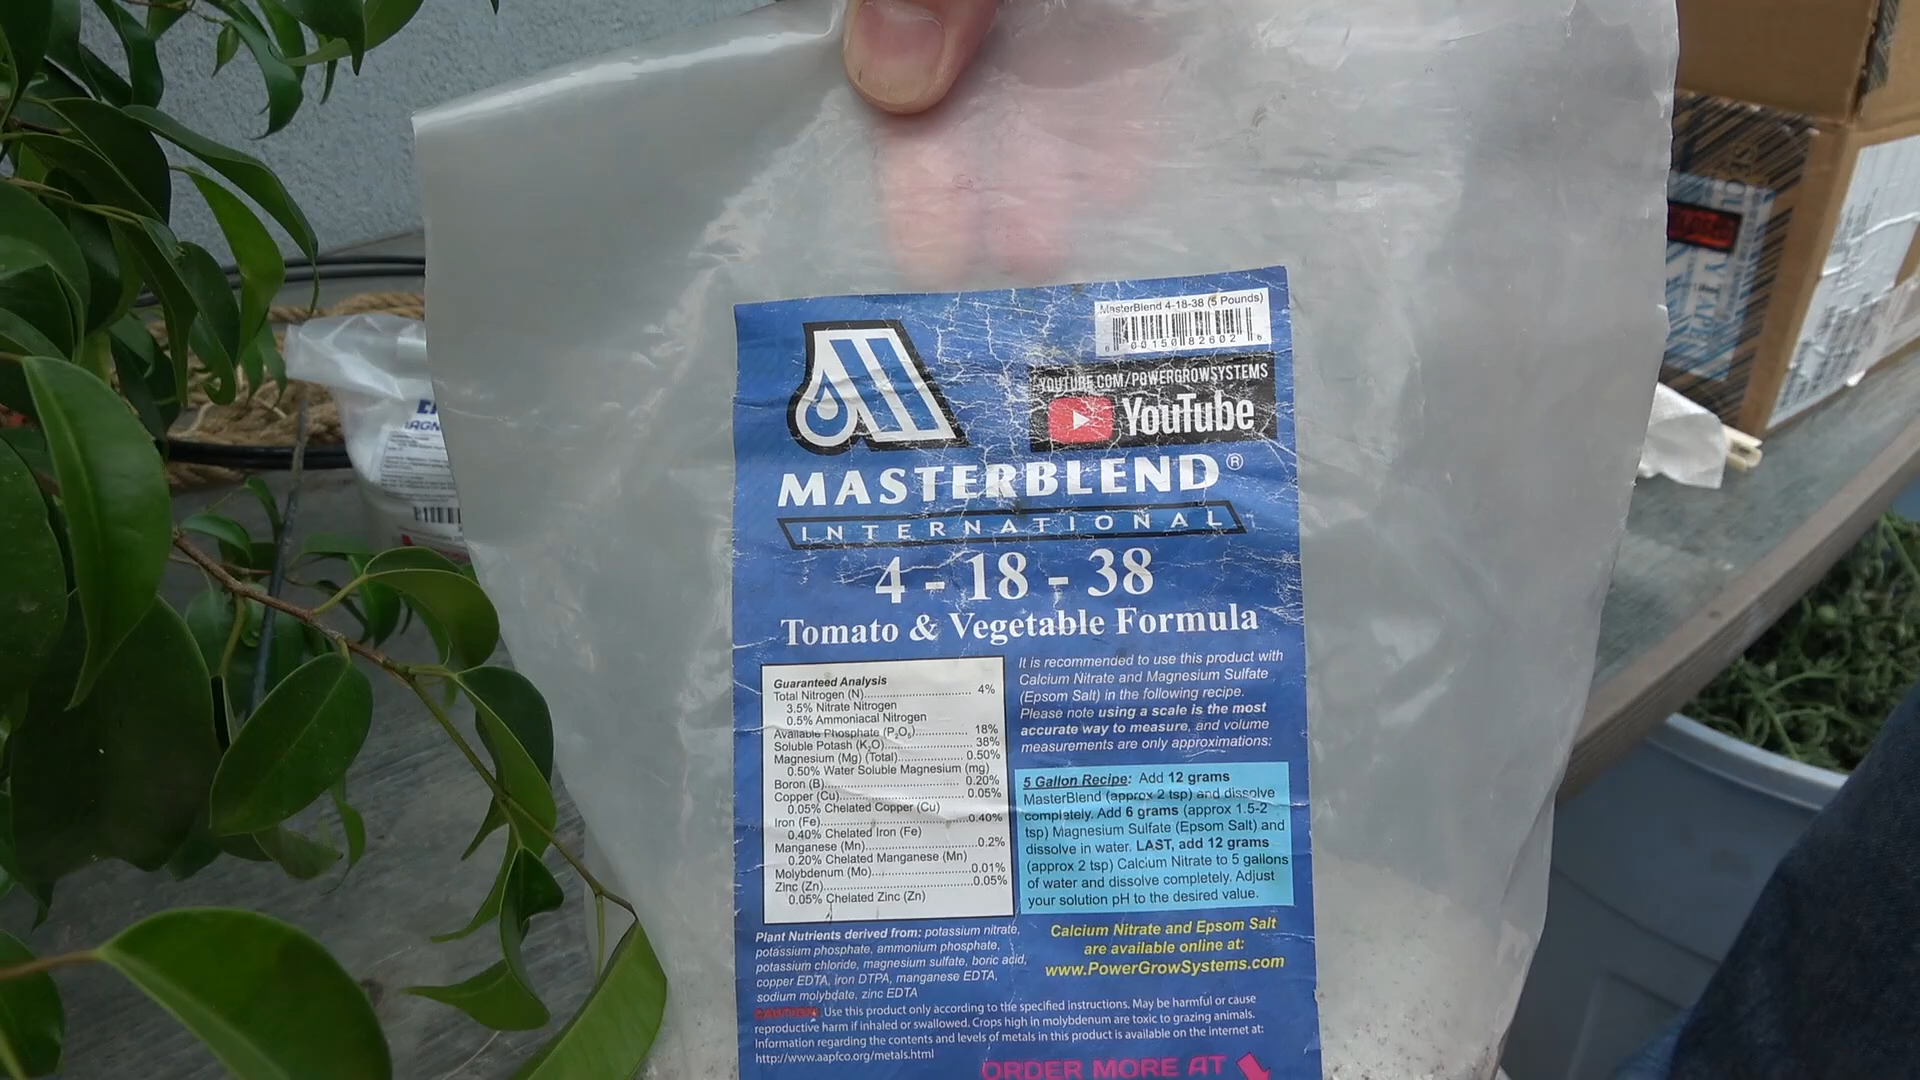 MasterBlend 4-18-38 (5 Pounds)
6 00150 82602 6
YOUTUBE.COM/POWERGROWSYSTEMS
YouTube
MASTERBLEND®
INTERNATIONAL
4 - 18 - 38
Tomato & Vegetable Formula
Guaranteed Analysis
Total Nitrogen (N)................................ 4%
3.5% Nitrate Nitrogen
0.5% Ammoniacal Nitrogen
Available Phosphate (P₂O₅)................ 18%
Soluble Potash (K₂O)........................ 38%
Magnesium (Mg) (Total).................. 0.50%
0.50% Water Soluble Magnesium (mg)
Boron (B)...................................... 0.20%
Copper (Cu)................................... 0.05%
0.05% Chelated Copper (Cu)
Iron (Fe)........................................0.40%
0.40% Chelated Iron (Fe)
Manganese (Mn)..............................0.2%
0.20% Chelated Manganese (Mn)
Molybdenum (Mo)..........................0.01%
Zinc (Zn).......................................0.05%
0.05% Chelated Zinc (Zn)
It is recommended to use this product with
Calcium Nitrate and Magnesium Sulfate
(Epsom Salt) in the following recipe.
Please note using a scale is the most
accurate way to measure, and volume
measurements are only approximations:
5 Gallon Recipe: Add 12 grams
MasterBlend (approx 2 tsp) and dissolve
completely. Add 6 grams (approx 1.5-2
tsp) Magnesium Sulfate (Epsom Salt) and
dissolve in water. LAST, add 12 grams
(approx 2 tsp) Calcium Nitrate to 5 gallons
of water and dissolve completely. Adjust
your solution pH to the desired value.
Calcium Nitrate and Epsom Salt
are available online at:
www.PowerGrowSystems.com
Plant Nutrients derived from: potassium nitrate,
potassium phosphate, ammonium phosphate,
potassium chloride, magnesium sulfate, boric acid,
copper EDTA, iron DTPA, manganese EDTA,
sodium molybdate, zinc EDTA
CAUTION: Use this product only according to the specified instructions. May be harmful or cause
reproductive harm if inhaled or swallowed. Crops high in molybdenum are toxic to grazing animals.
Information regarding the contents and levels of metals in this product is available on the internet at:
http://www.aapfco.org/metals.html
ORDER MORE AT